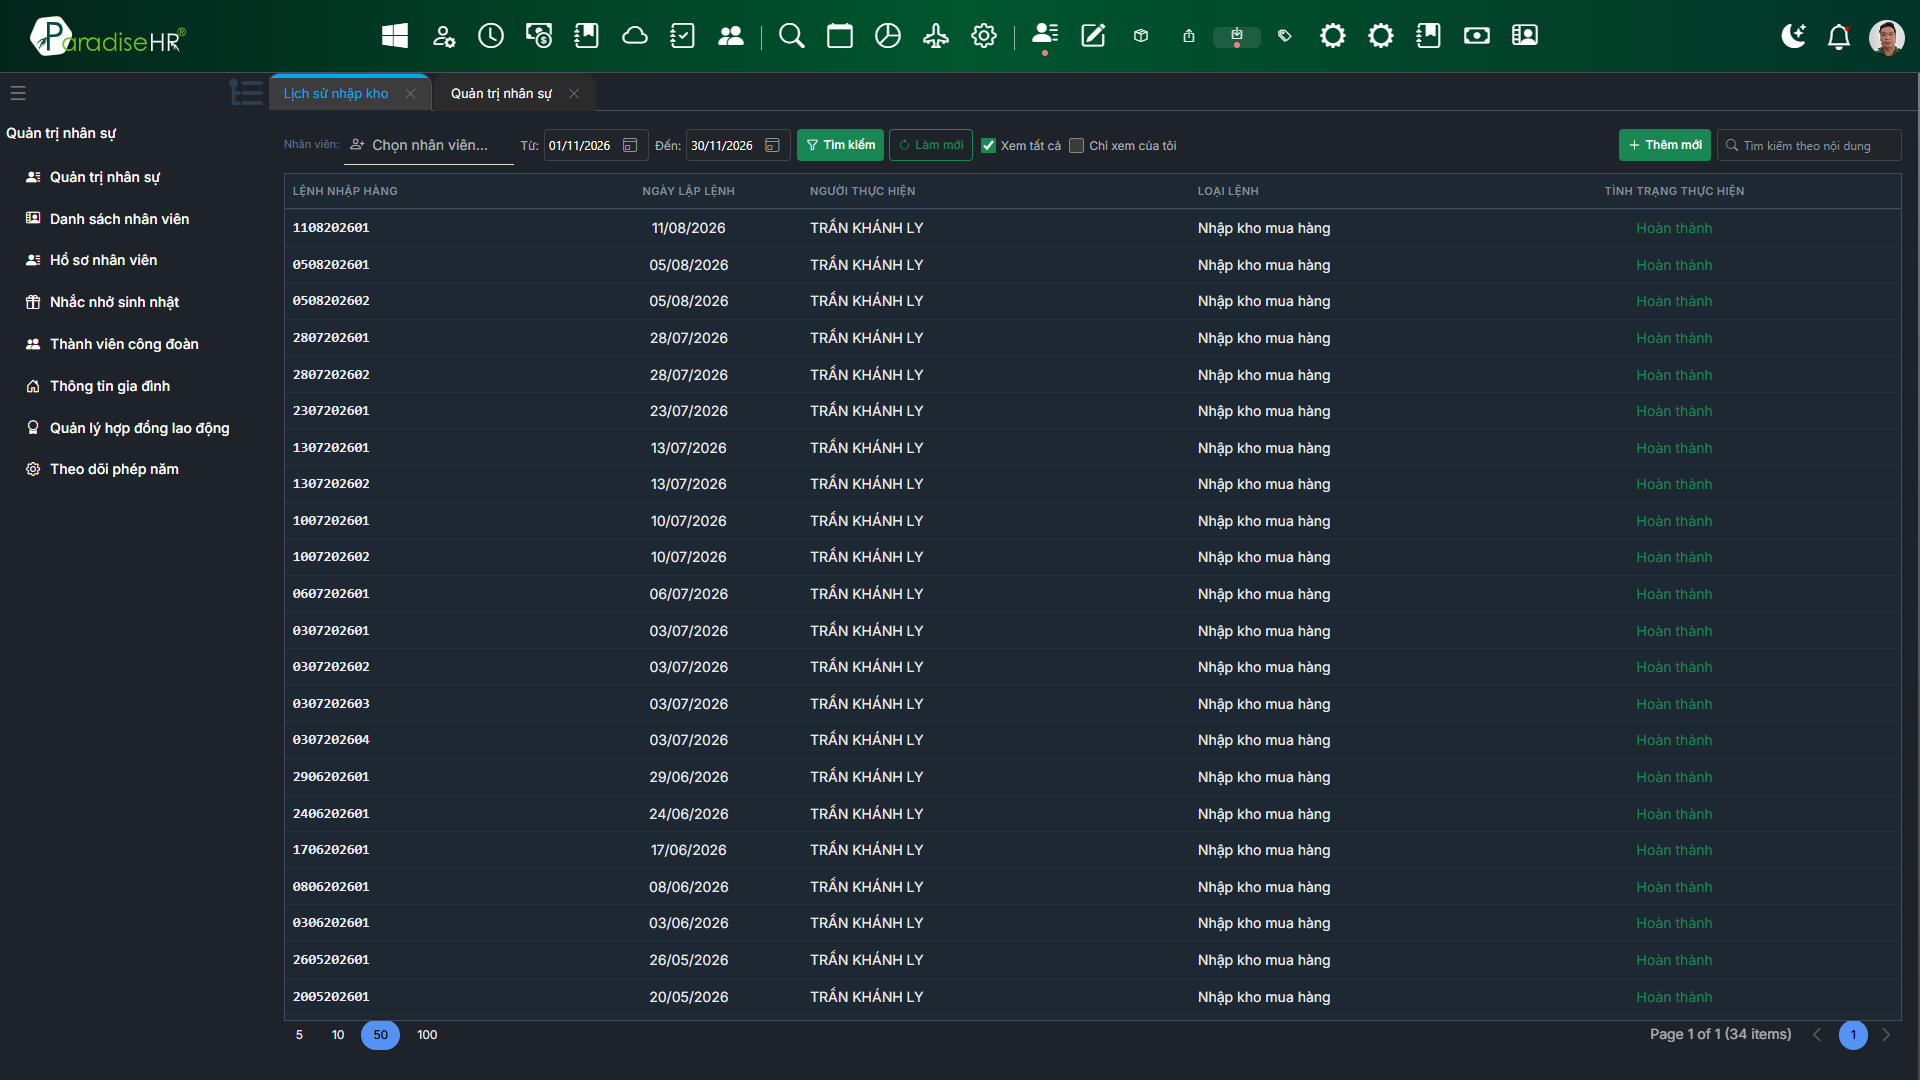 ParadiseHR®
Lịch sử nhập kho
Quản trị nhân sự
Quản trị nhân sự
Quản trị nhân sự
Danh sách nhân viên
Hồ sơ nhân viên
Nhắc nhở sinh nhật
Thành viên công đoàn
Thông tin gia đình
Quản lý hợp đồng lao động
Theo dõi phép năm
Nhân viên: Chọn nhân viên... Từ: 01/11/2026 Đến: 30/11/2026 Tìm kiếm Làm mới Xem tất cả Chỉ xem của tôi Thêm mới Tìm kiếm theo nội dung
LỆNH NHẬP HÀNG NGÀY LẬP LỆNH NGƯỜI THỰC HIỆN LOẠI LỆNH TÌNH TRẠNG THỰC HIỆN
1108202601 11/08/2026 TRẦN KHÁNH LY Nhập kho mua hàng Hoàn thành
0508202601 05/08/2026 TRẦN KHÁNH LY Nhập kho mua hàng Hoàn thành
0508202602 05/08/2026 TRẦN KHÁNH LY Nhập kho mua hàng Hoàn thành
2807202601 28/07/2026 TRẦN KHÁNH LY Nhập kho mua hàng Hoàn thành
2807202602 28/07/2026 TRẦN KHÁNH LY Nhập kho mua hàng Hoàn thành
2307202601 23/07/2026 TRẦN KHÁNH LY Nhập kho mua hàng Hoàn thành
1307202601 13/07/2026 TRẦN KHÁNH LY Nhập kho mua hàng Hoàn thành
1307202602 13/07/2026 TRẦN KHÁNH LY Nhập kho mua hàng Hoàn thành
1007202601 10/07/2026 TRẦN KHÁNH LY Nhập kho mua hàng Hoàn thành
1007202602 10/07/2026 TRẦN KHÁNH LY Nhập kho mua hàng Hoàn thành
0607202601 06/07/2026 TRẦN KHÁNH LY Nhập kho mua hàng Hoàn thành
0307202601 03/07/2026 TRẦN KHÁNH LY Nhập kho mua hàng Hoàn thành
0307202602 03/07/2026 TRẦN KHÁNH LY Nhập kho mua hàng Hoàn thành
0307202603 03/07/2026 TRẦN KHÁNH LY Nhập kho mua hàng Hoàn thành
0307202604 03/07/2026 TRẦN KHÁNH LY Nhập kho mua hàng Hoàn thành
2906202601 29/06/2026 TRẦN KHÁNH LY Nhập kho mua hàng Hoàn thành
2406202601 24/06/2026 TRẦN KHÁNH LY Nhập kho mua hàng Hoàn thành
1706202601 17/06/2026 TRẦN KHÁNH LY Nhập kho mua hàng Hoàn thành
0806202601 08/06/2026 TRẦN KHÁNH LY Nhập kho mua hàng Hoàn thành
0306202601 03/06/2026 TRẦN KHÁNH LY Nhập kho mua hàng Hoàn thành
2605202601 26/05/2026 TRẦN KHÁNH LY Nhập kho mua hàng Hoàn thành
2005202601 20/05/2026 TRẦN KHÁNH LY Nhập kho mua hàng Hoàn thành
5 10 50 100 Page 1 of 1 (34 items) 1